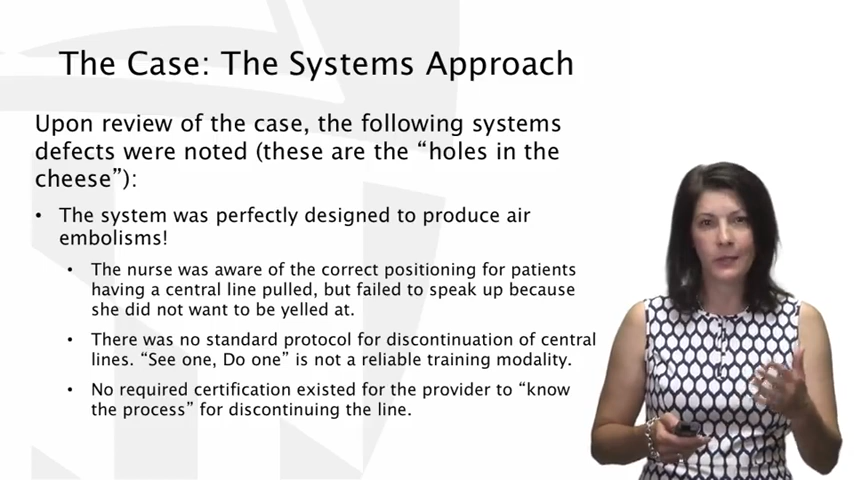 The Case: The Systems Approach
Upon review of the case, the following systems
defects were noted (these are the “holes in the
cheese”):
• The system was perfectly designed to produce air
embolisms!
• The nurse was aware of the correct positioning for patients
having a central line pulled, but failed to speak up because
she did not want to be yelled at.
• There was no standard protocol for discontinuation of central
lines. “See one, Do one” is not a reliable training modality.
• No required certification existed for the provider to “know
the process” for discontinuing the line.